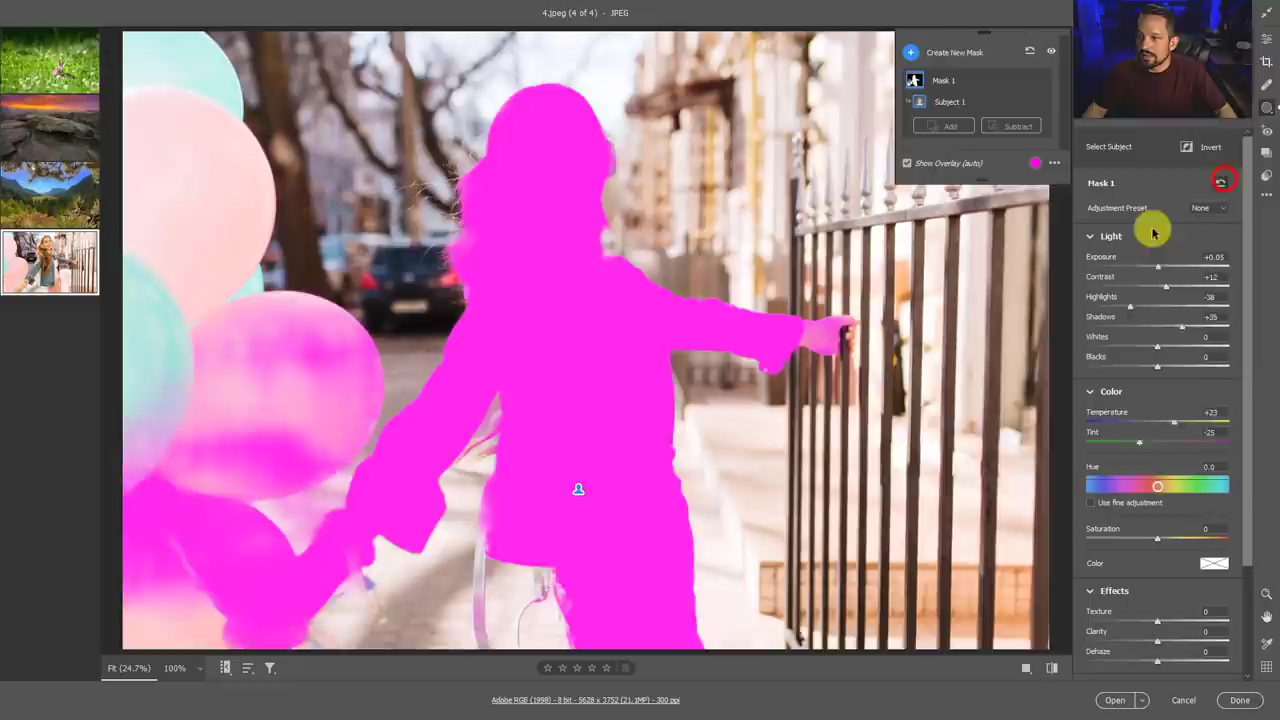 4.jpeg (4 of 4) - JPEG
Create New Mask
Mask 1
Subject 1
Add
Subtract
Show Overlay (auto)
Select Subject
Invert
Mask 1
Adjustment Preset
None
Light
Exposure +0.05
Contrast +12
Highlights -38
Shadows +35
Whites 0
Blacks 0
Color
Temperature +23
Tint -25
Hue 0.0
Use fine adjustment
Saturation 0
Color
Effects
Texture 0
Clarity 0
Dehaze 0
Fit (24.7%) 100%
Adobe RGB (1998) - 8 bit - 5628 x 3752 (21.1MP) - 300 ppi
Open
Cancel
Done